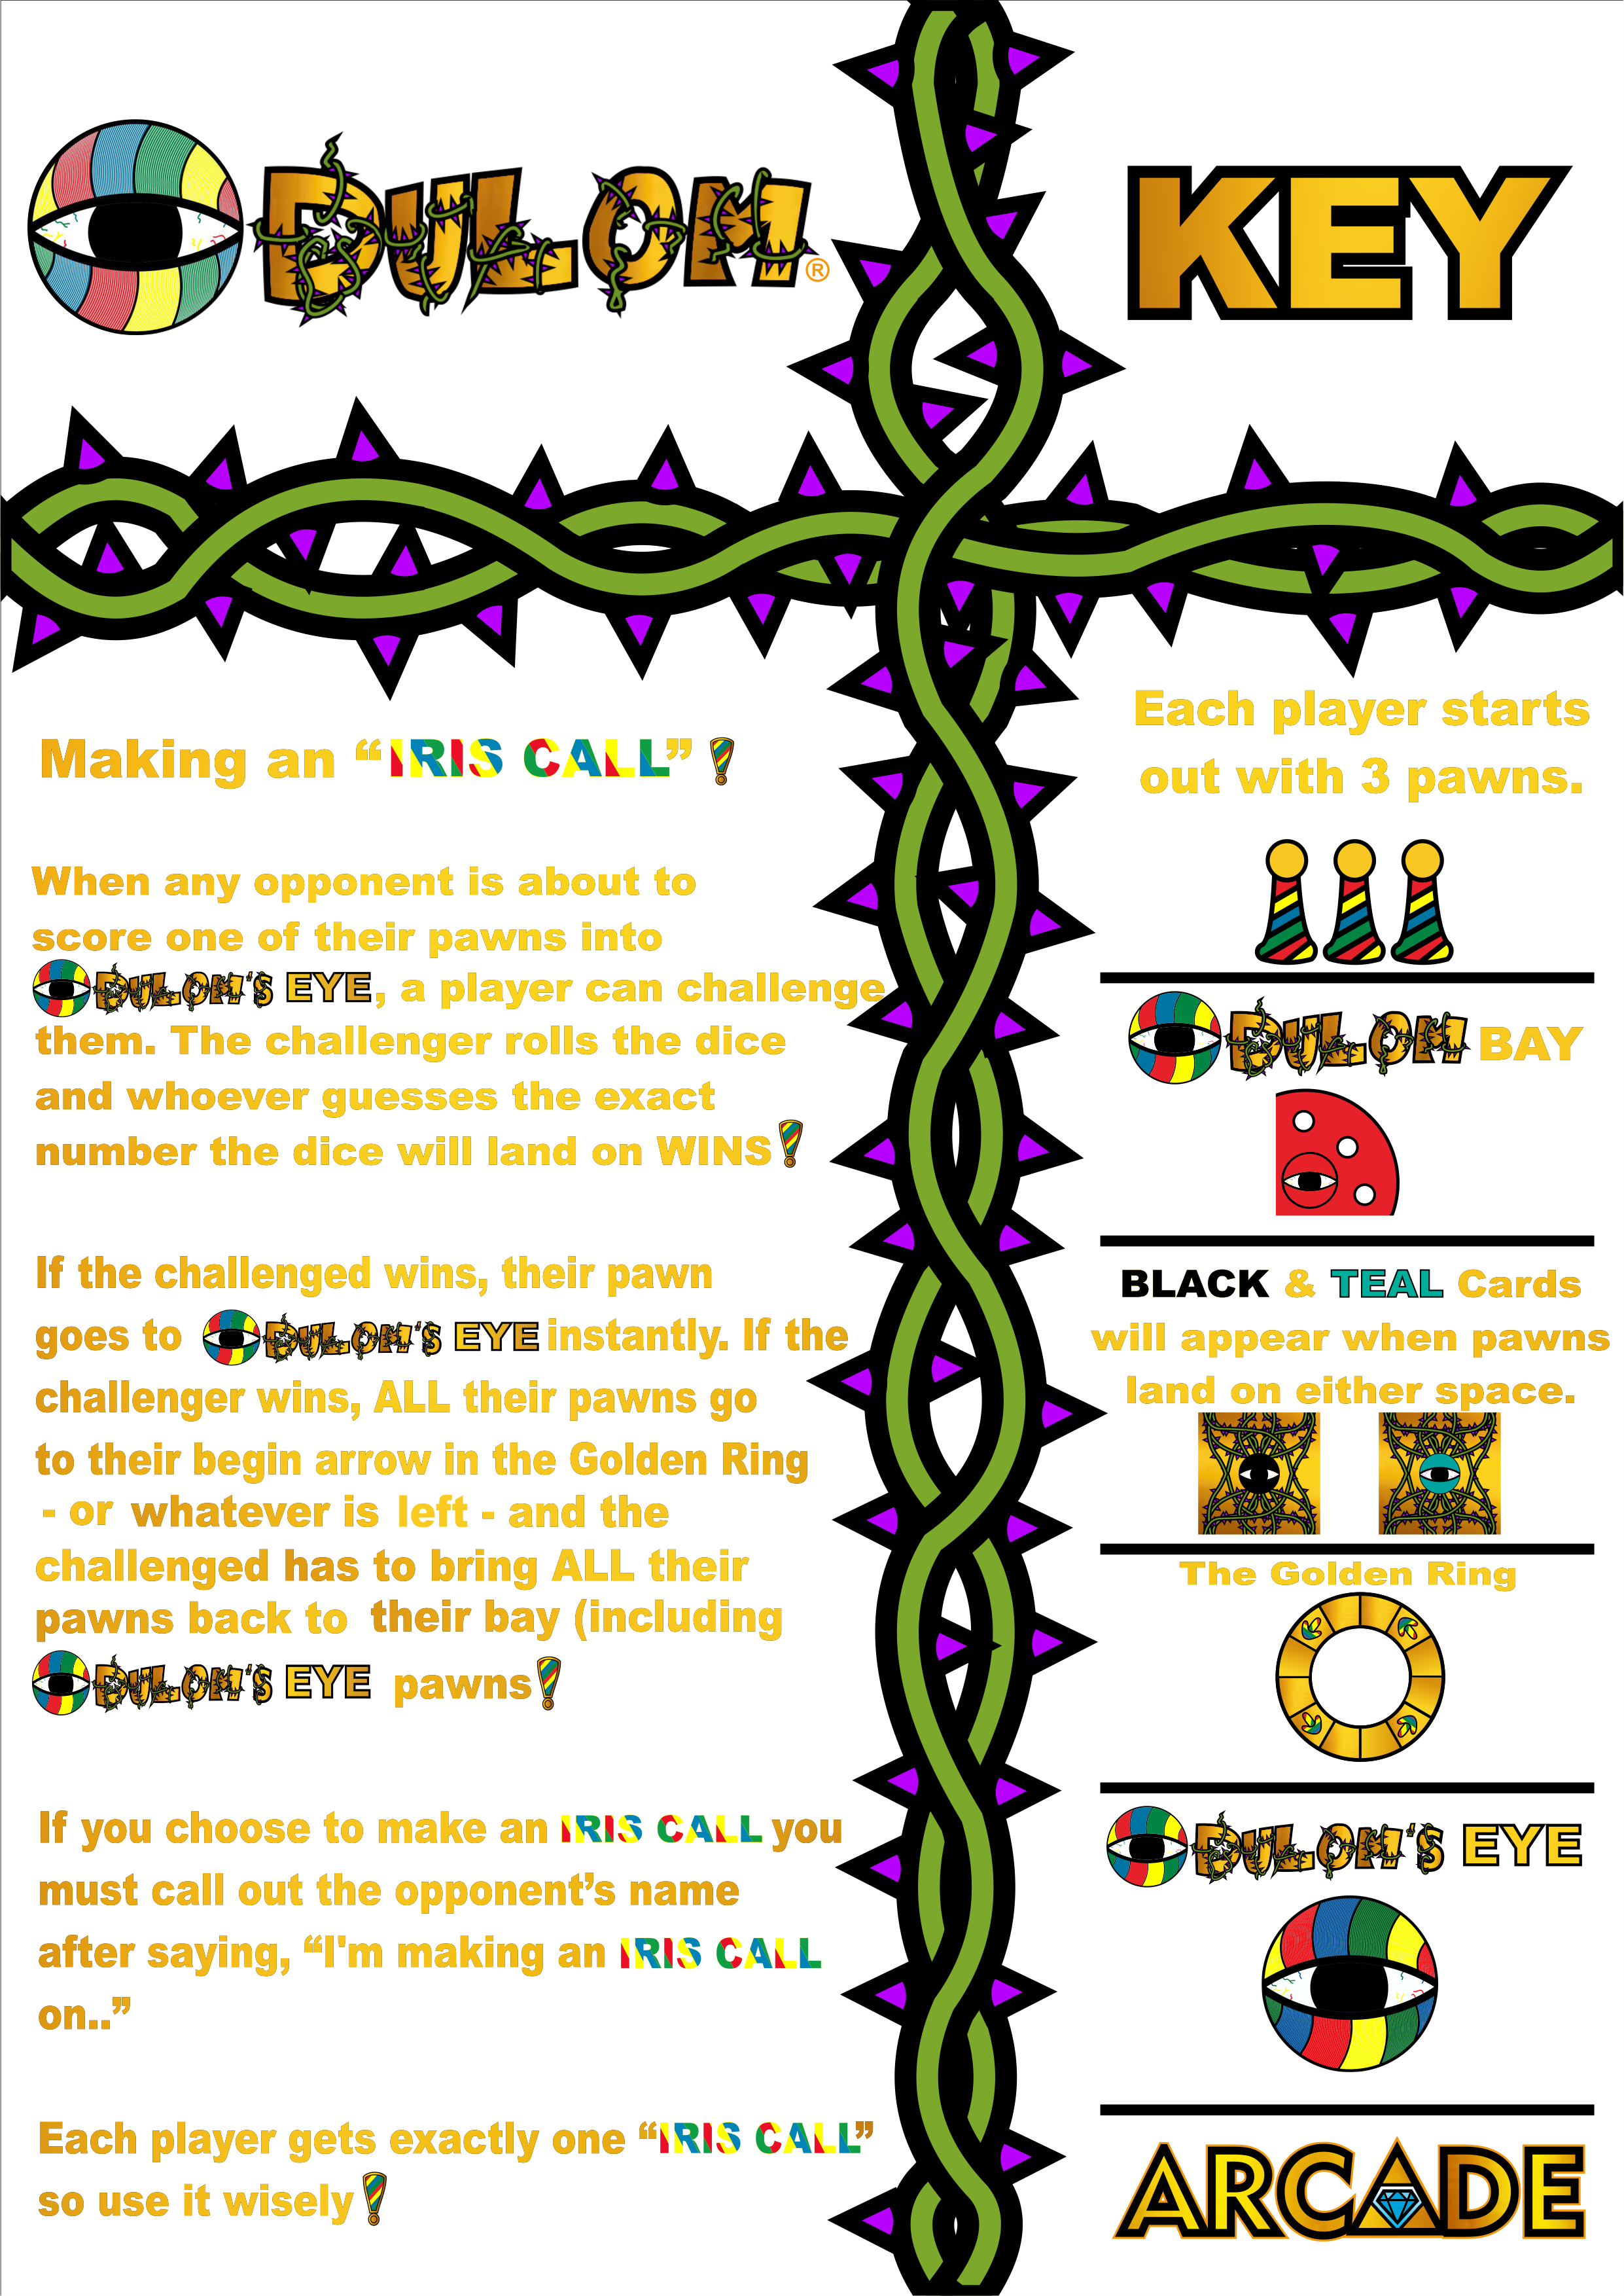 ODULOM®
KEY
Making an “IRIS CALL”!
When any opponent is about to
score one of their pawns into
ODULOM'S EYE, a player can challenge
them. The challenger rolls the dice
and whoever guesses the exact
number the dice will land on WINS!
If the challenged wins, their pawn
goes to ODULOM'S EYE instantly. If the
challenger wins, ALL their pawns go
to their begin arrow in the Golden Ring
- or whatever is left - and the
challenged has to bring ALL their
pawns back to their bay (including
ODULOM'S EYE pawns!
If you choose to make an IRIS CALL you
must call out the opponent’s name
after saying, “I'm making an IRIS CALL
on..”
Each player gets exactly one “IRIS CALL”
so use it wisely!
Each player starts
out with 3 pawns.
ODULOM BAY
BLACK & TEAL Cards
will appear when pawns
land on either space.
The Golden Ring
ODULOM'S EYE
ARCADE